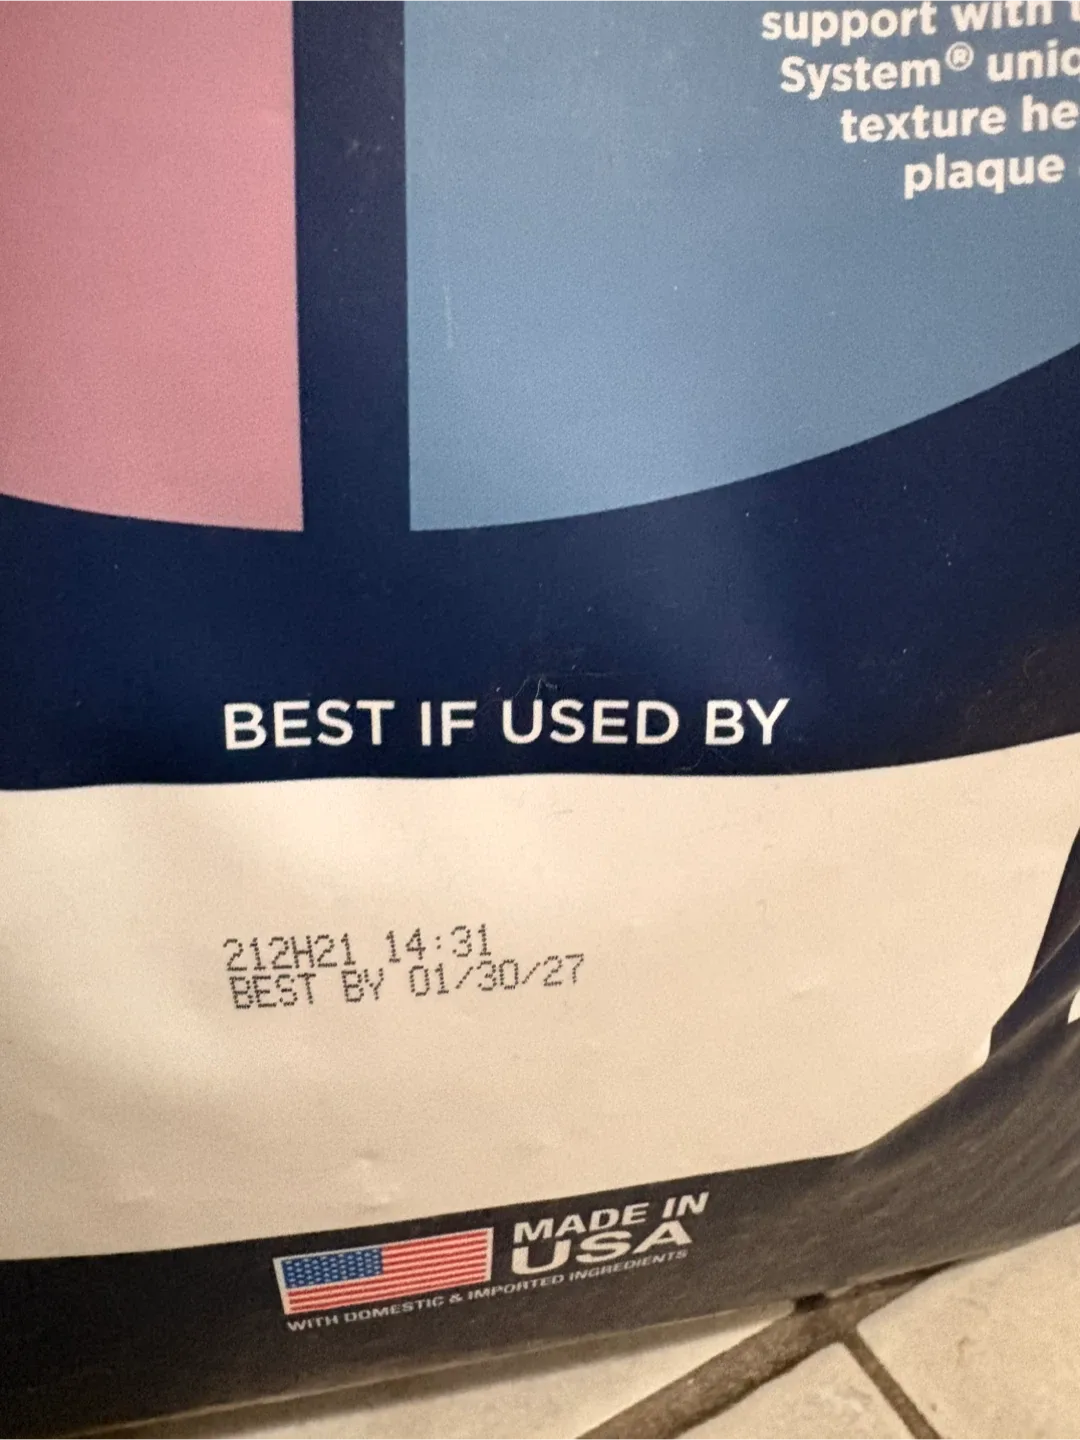 support with
System® unic
texture he
plaque
BEST IF USED BY
212H21 14:31
BEST BY 01/30/27
MADE IN
USA
WITH DOMESTIC & IMPORTED INGREDIENTS